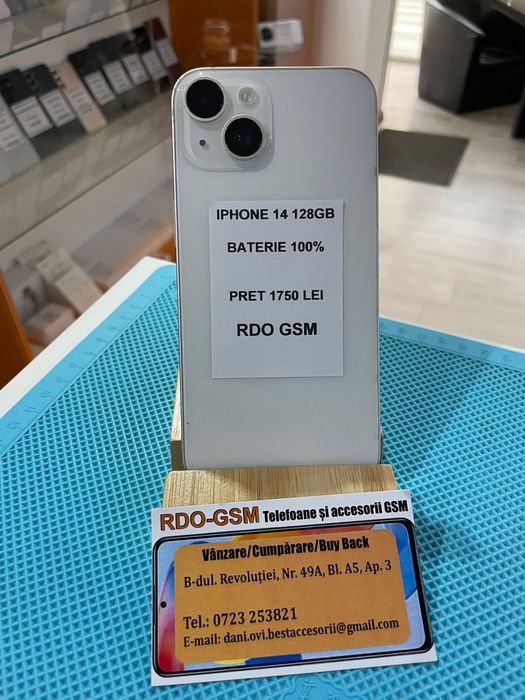 IPHONE 14 128GB
BATERIE 100%
PRET 1750 LEI
RDO GSM
RDO-GSM Telefoane și accesorii GSM
Vânzare/Cumpărare/Buy Back
B-dul. Revoluției, Nr. 49A, Bl. A5, Ap. 3
Tel.: 0723 253821
E-mail: dani.ovi.bestaccesorii@gmail.com